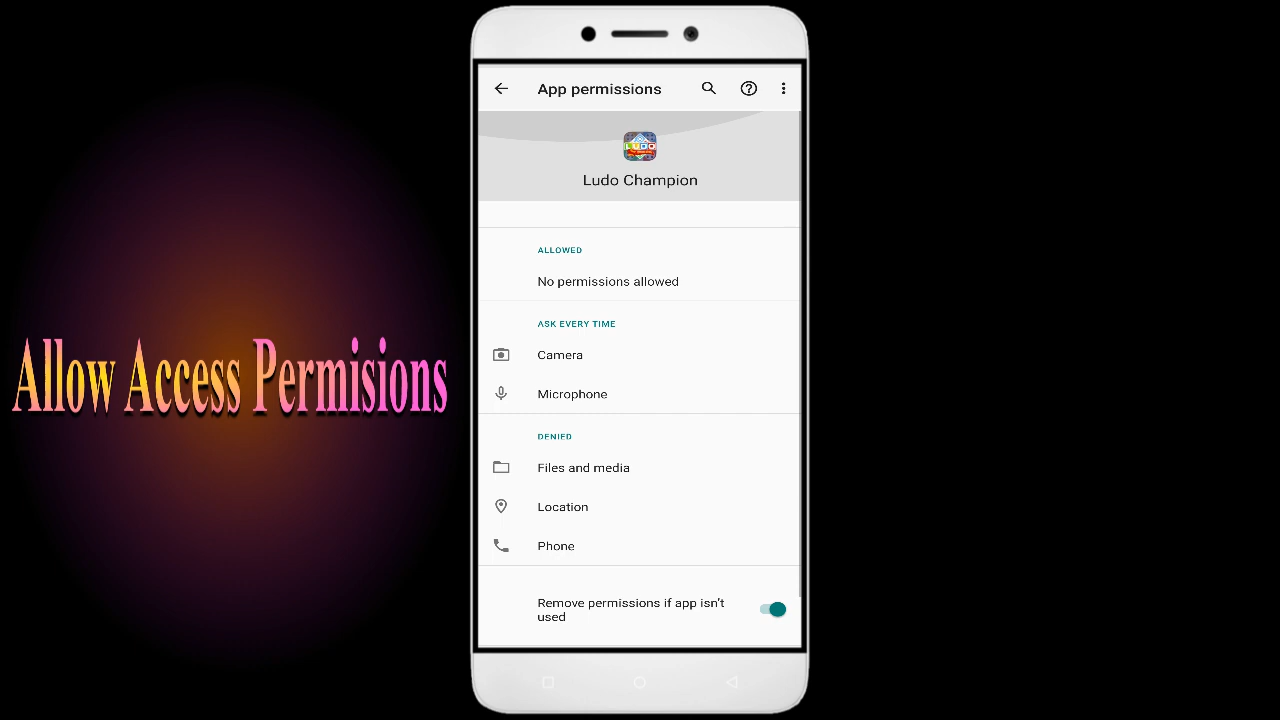 Allow Access Permisions
App permissions
LUDO
Ludo Champion
ALLOWED
No permissions allowed
ASK EVERY TIME
Camera
Microphone
DENIED
Files and media
Location
Phone
Remove permissions if app isn't
used